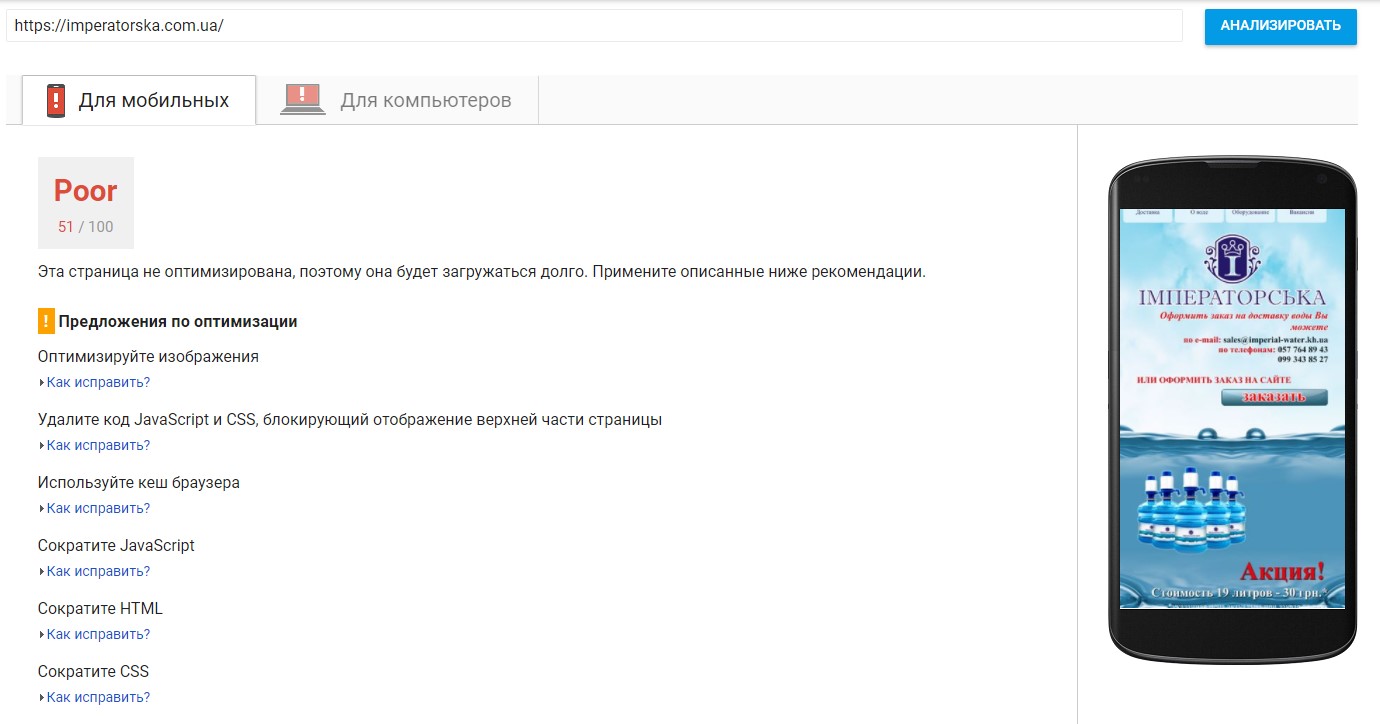 https://imperatorska.com.ua/
АНАЛИЗИРОВАТЬ
Для мобильных
Для компьютеров
Poor
51 / 100
Эта страница не оптимизирована, поэтому она будет загружаться долго. Примените описанные ниже рекомендации.
! Предложения по оптимизации
Оптимизируйте изображения
Как исправить?
Удалите код JavaScript и CSS, блокирующий отображение верхней части страницы
Как исправить?
Используйте кеш браузера
Как исправить?
Сократите JavaScript
Как исправить?
Сократите HTML
Как исправить?
Сократите CSS
Как исправить?
Доставка
О воде
Оборудование
Вакансии
ІМПЕРАТОРСЬКА
Оформить заказ на доставку воды Вы
можете
по e-mail: sales@imperial-water.kh.ua
по телефонам: 057 764 89 43
099 343 85 27
ИЛИ ОФОРМИТЬ ЗАКАЗ НА САЙТЕ
заказать
Акция!
Стоимость 19 литров - 30 грн.*